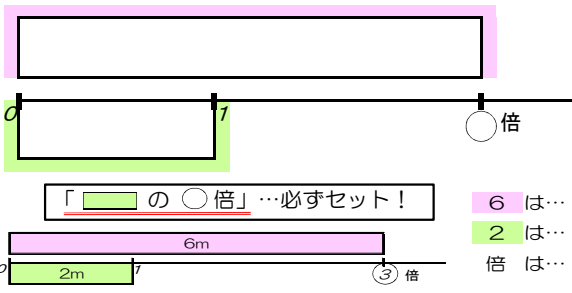 0 1 倍
「 の 倍」…必ずセット！
6 は…
6m
2 は…
0 2m 1 3 倍
倍 は…